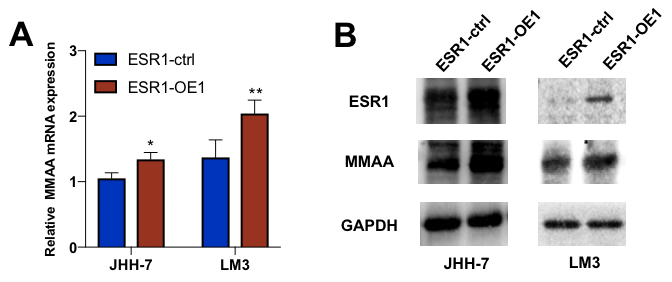 A
Relative MMAA mRNA expression
3
2
1
0
ESR1-ctrl
ESR1-OE1
*
**
JHH-7
LM3
B
ESR1-ctrl
ESR1-OE1
ESR1-ctrl
ESR1-OE1
ESR1
MMAA
GAPDH
JHH-7
LM3